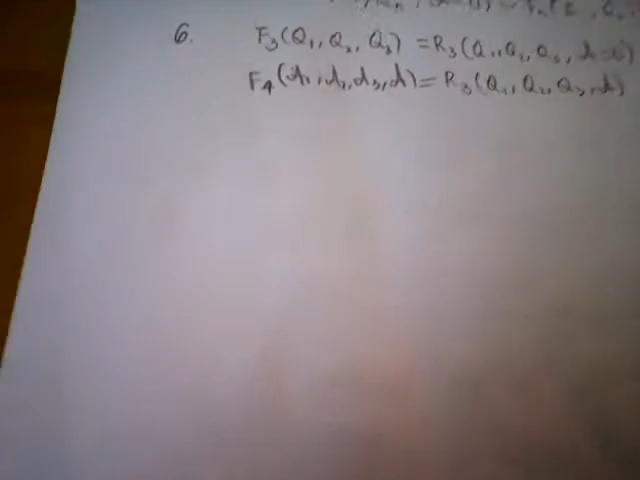 6. F₃(Q₁, Q₂, Q₃) = R₃(Q₁, Q₂, Q₃, d=0)
F₄(d₁, d₂, d₃, d) = R₃(Q₁, Q₂, Q₃, d)